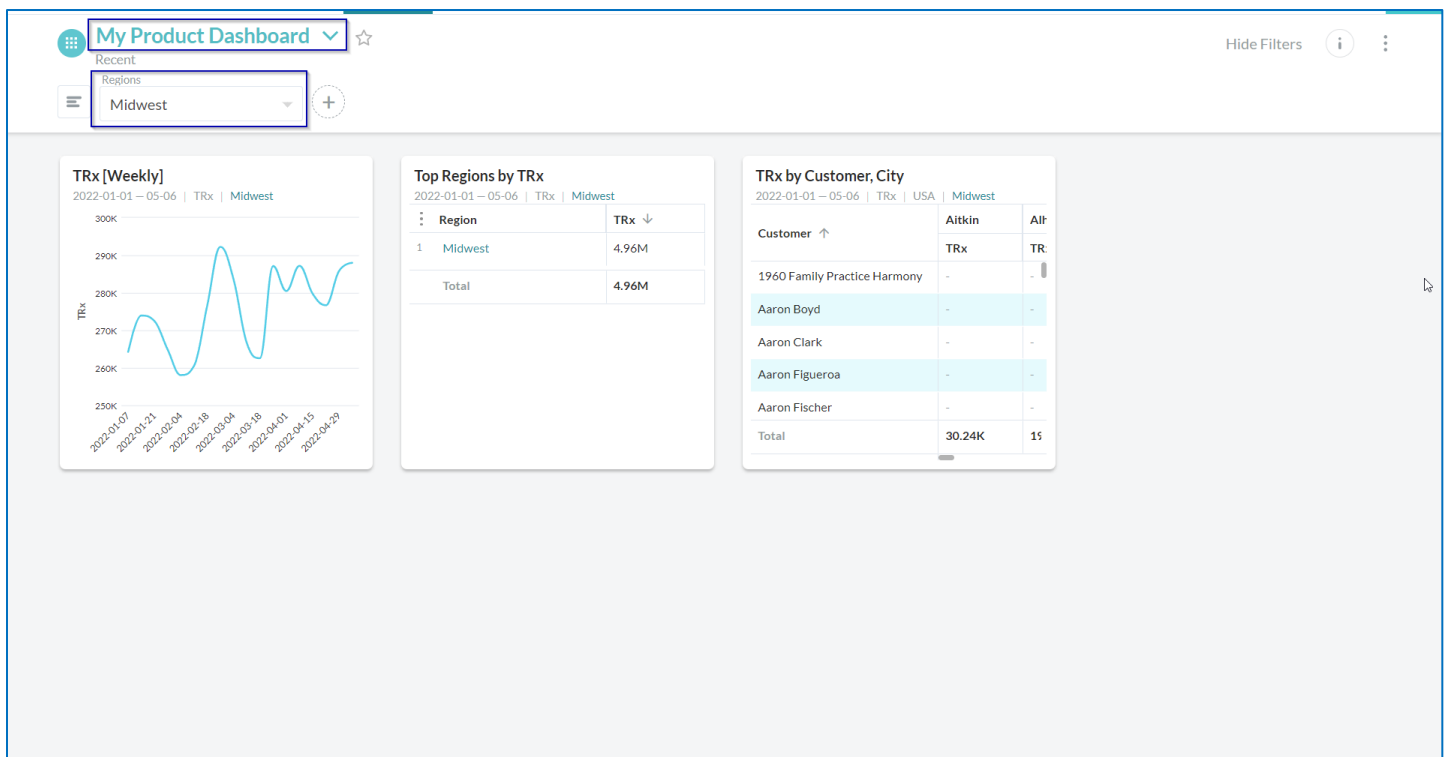 My Product Dashboard
Hide Filters
i
Recent
Regions
Midwest
TRx [Weekly]
2022-01-01 — 05-06 | TRx | Midwest
300K
290K
280K
270K
260K
250K
TRx
2022-01-07
2022-01-21
2022-02-04
2022-02-18
2022-03-04
2022-03-18
2022-04-01
2022-04-15
2022-04-29
Top Regions by TRx
2022-01-01 — 05-06 | TRx | Midwest
Region TRx ↓
1 Midwest 4.96M
Total 4.96M
TRx by Customer, City
2022-01-01 — 05-06 | TRx | USA | Midwest
Customer ↑ Aitkin
TRx TR
1960 Family Practice Harmony - -
Aaron Boyd - -
Aaron Clark - -
Aaron Figueroa - -
Aaron Fischer - -
Total 30.24K